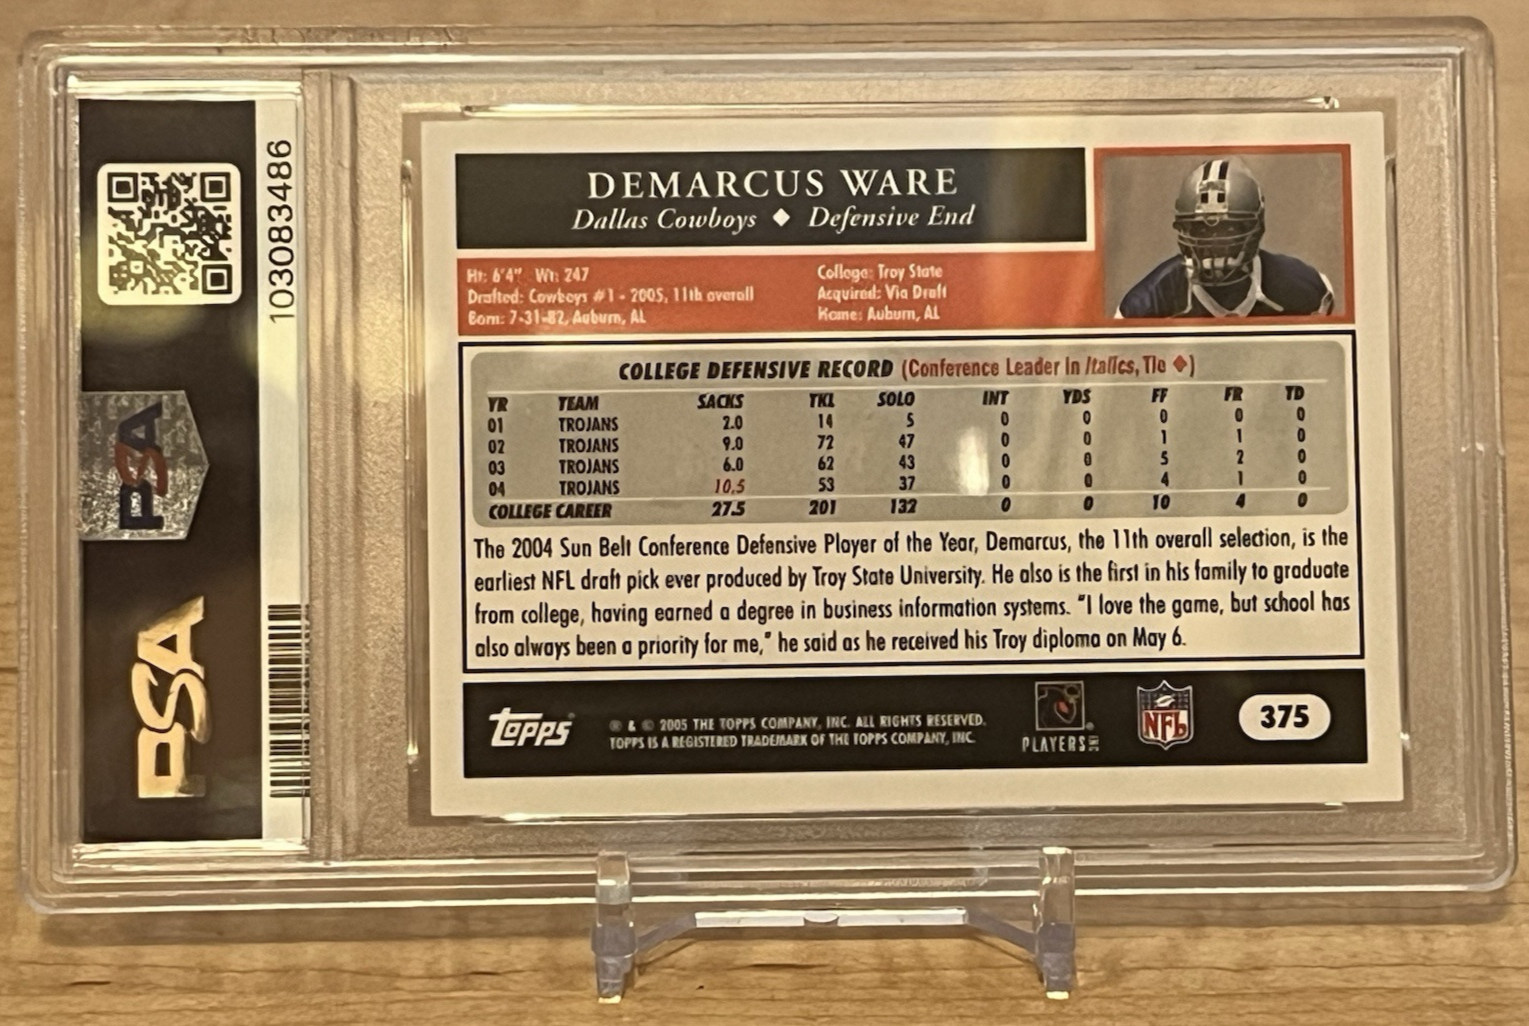 103083486
PSA
PSA
DEMARCUS WARE
Dallas Cowboys ◆ Defensive End
Ht: 6'4" Wt: 247
Drafted: Cowboys #1 - 2005, 11th overall
Born: 7-31-82, Auburn, AL
College: Troy State
Acquired: Via Draft
Home: Auburn, AL
COLLEGE DEFENSIVE RECORD (Conference Leader in Italics, Tie ◆)
YR TEAM SACKS TKL SOLO INT YDS FF FR TD
01 TROJANS 2.0 14 5 0 0 0 0 0
02 TROJANS 9.0 72 47 0 0 1 1 0
03 TROJANS 6.0 62 43 0 0 5 2 0
04 TROJANS 10.5 53 37 0 0 4 1 0
COLLEGE CAREER 27.5 201 132 0 0 10 4 0
The 2004 Sun Belt Conference Defensive Player of the Year, Demarcus, the 11th overall selection, is the
earliest NFL draft pick ever produced by Troy State University. He also is the first in his family to graduate
from college, having earned a degree in business information systems. "I love the game, but school has
also always been a priority for me," he said as he received his Troy diploma on May 6.
topps
® & © 2005 THE TOPPS COMPANY, INC. ALL RIGHTS RESERVED.
TOPPS IS A REGISTERED TRADEMARK OF THE TOPPS COMPANY, INC.
PLAYERS
NFL
375